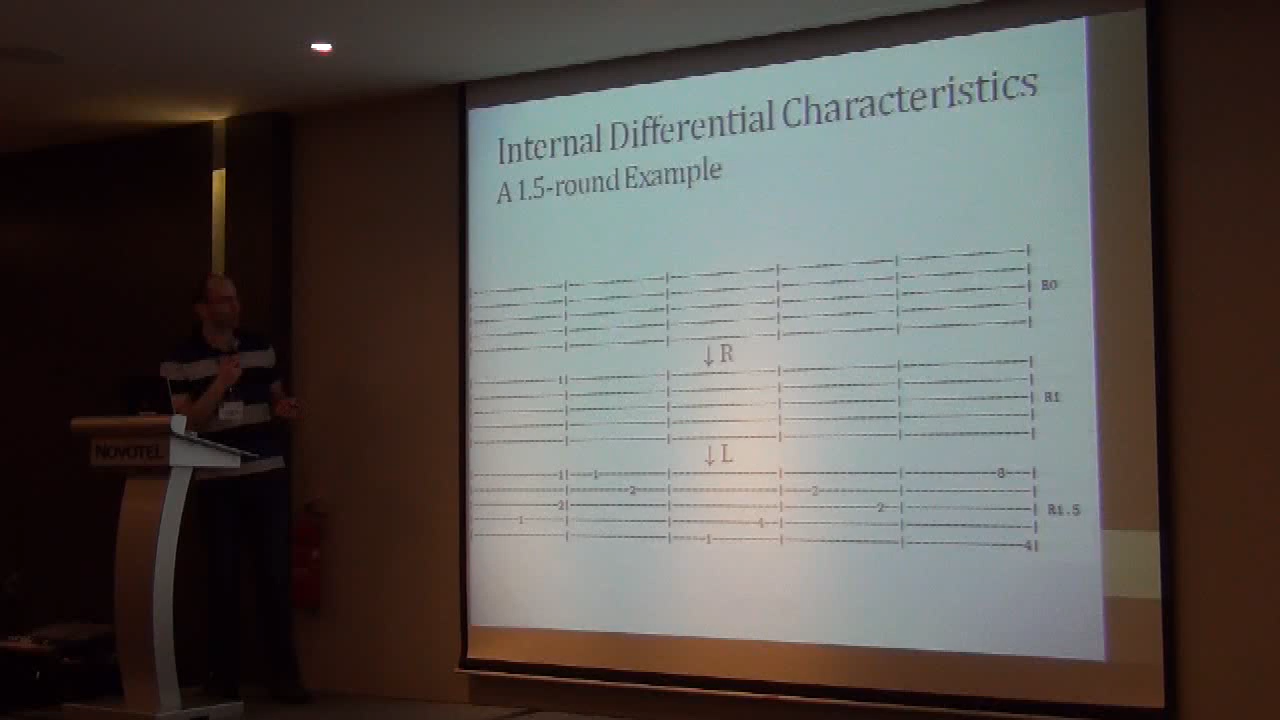 Internal Differential Characteristics
A 1.5-round Example
R0
↓R
R1
↓L
R1.5
NOVOTEL